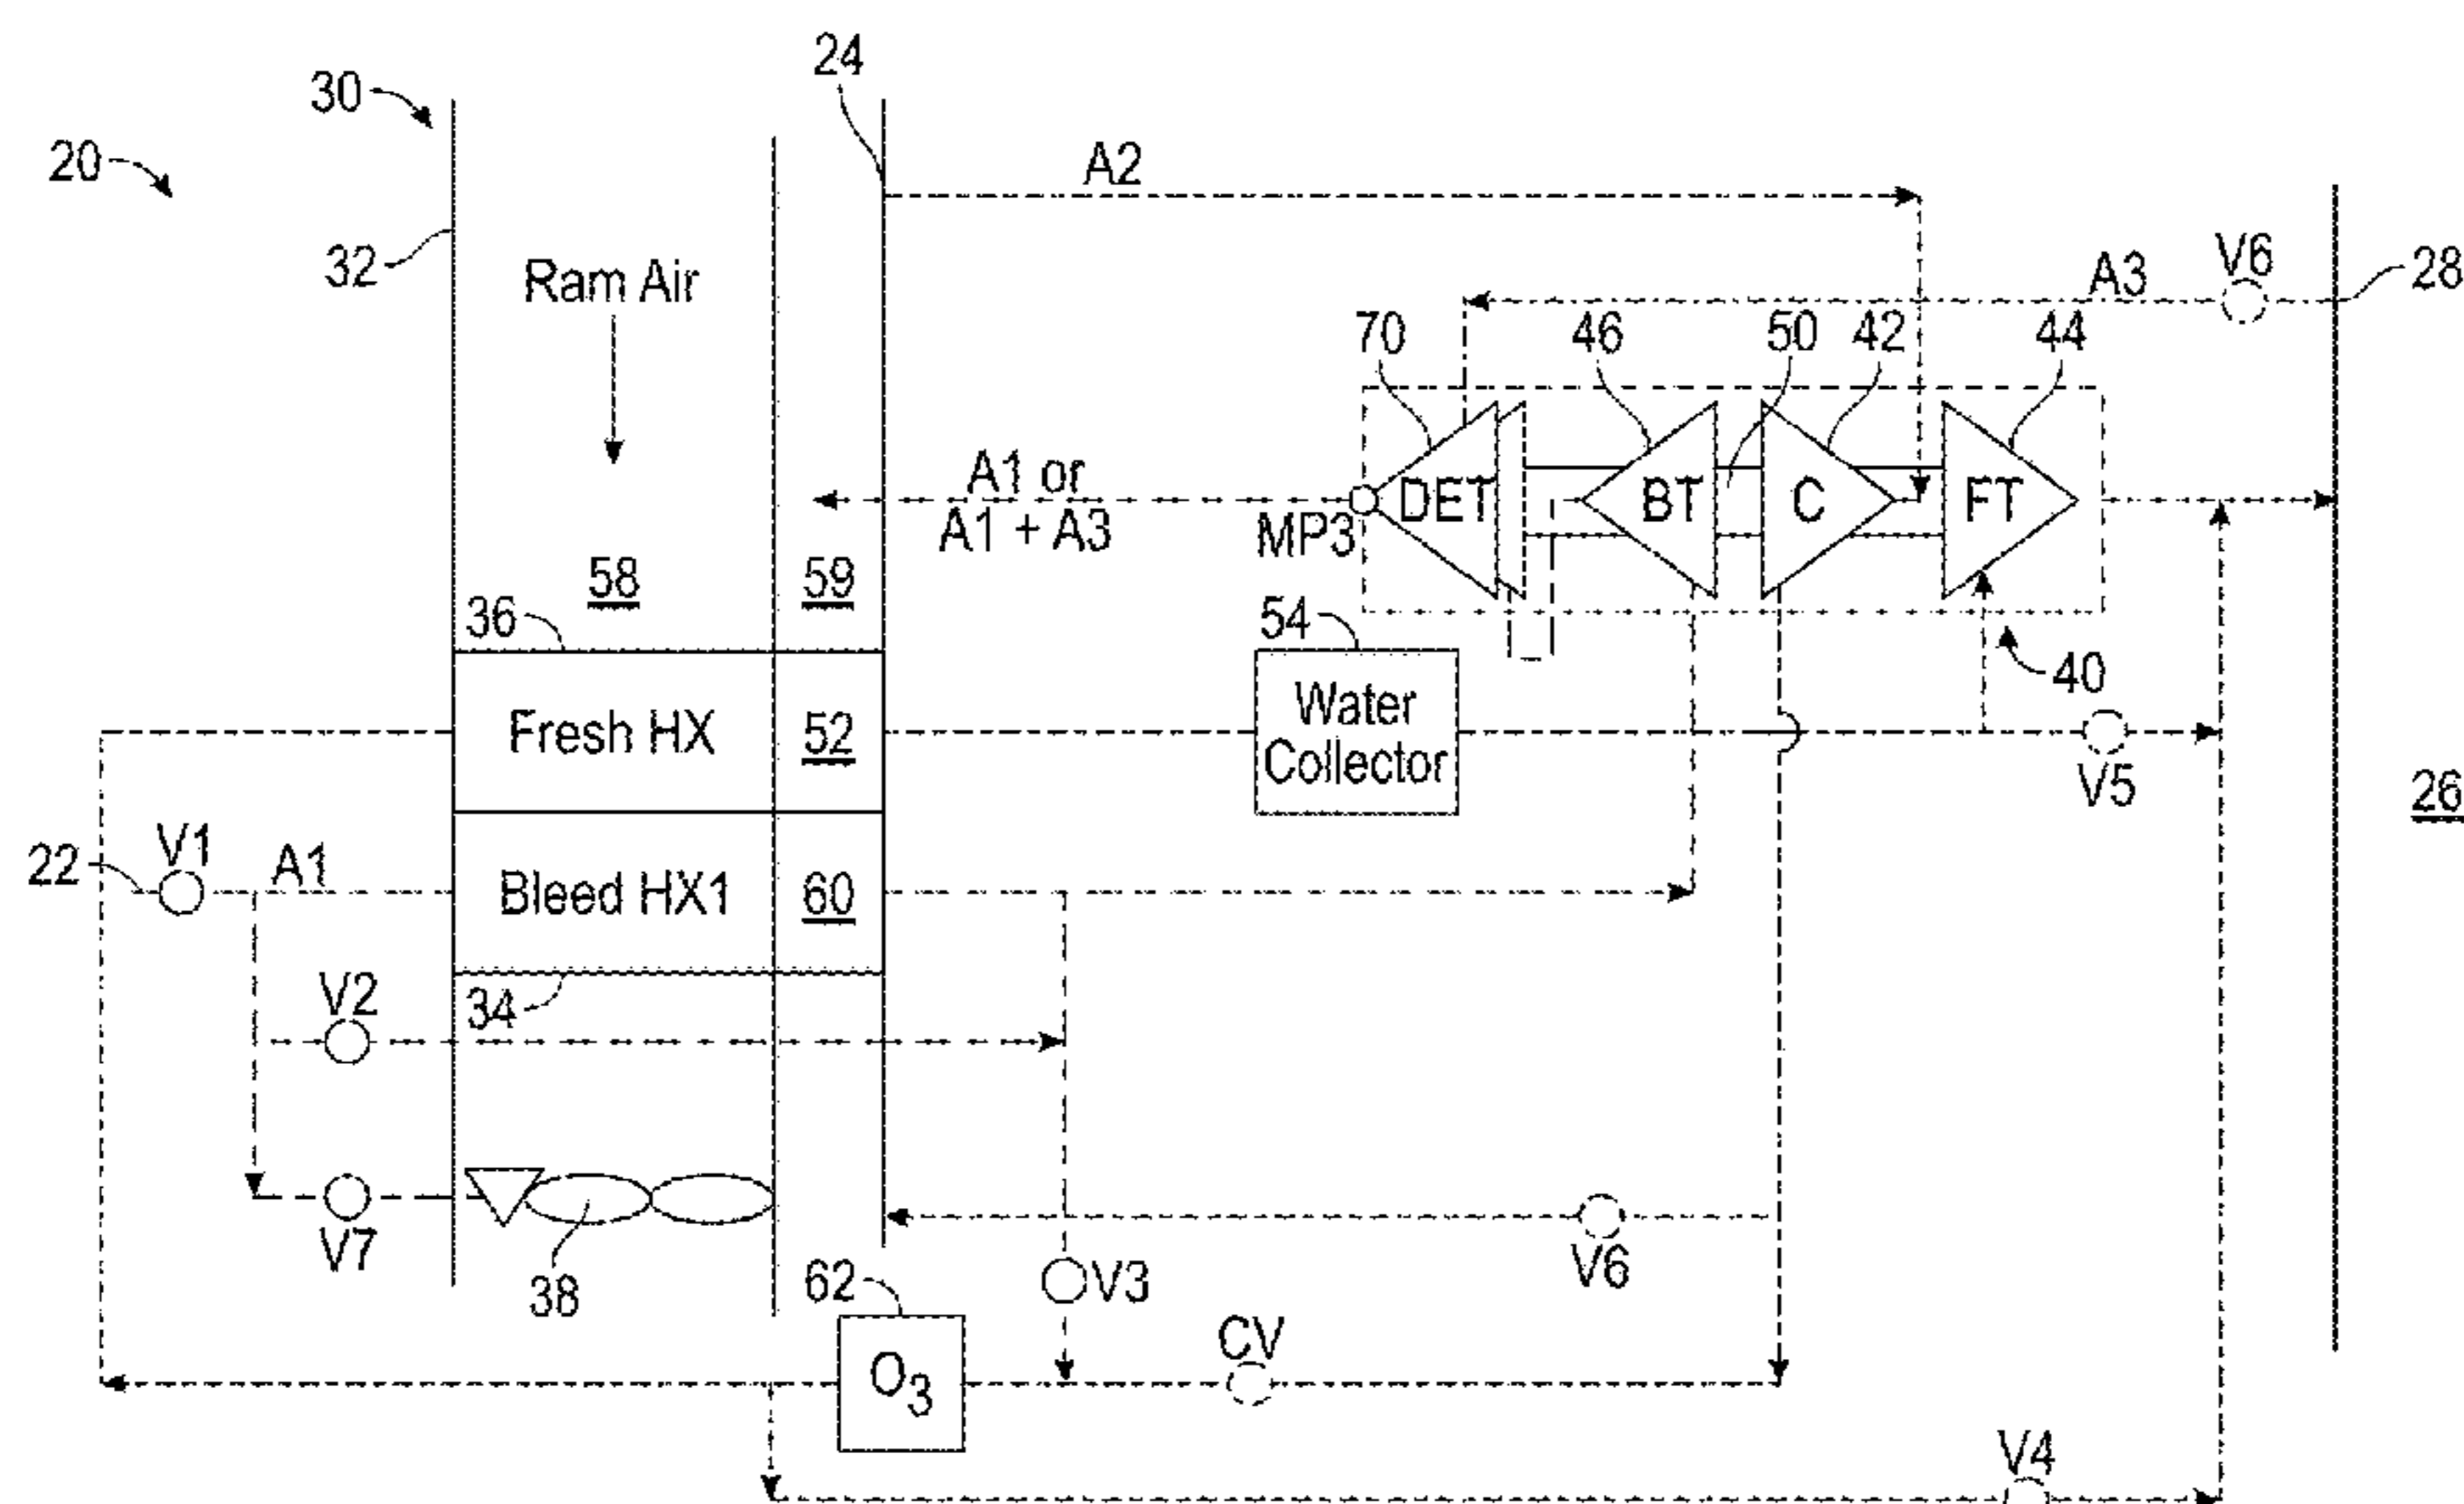 24
30
20
A2
32
Ram Air
A3
V6
28
70
46
50
42
44
A1 or
A1 + A3
MP3
DET
BT
C
FT
58
59
36
54
40
Fresh HX
52
Water
Collector
V5
26
22
V1
A1
Bleed HX1
60
V2
34
V7
38
62
V3
V6
CV
O3
V4